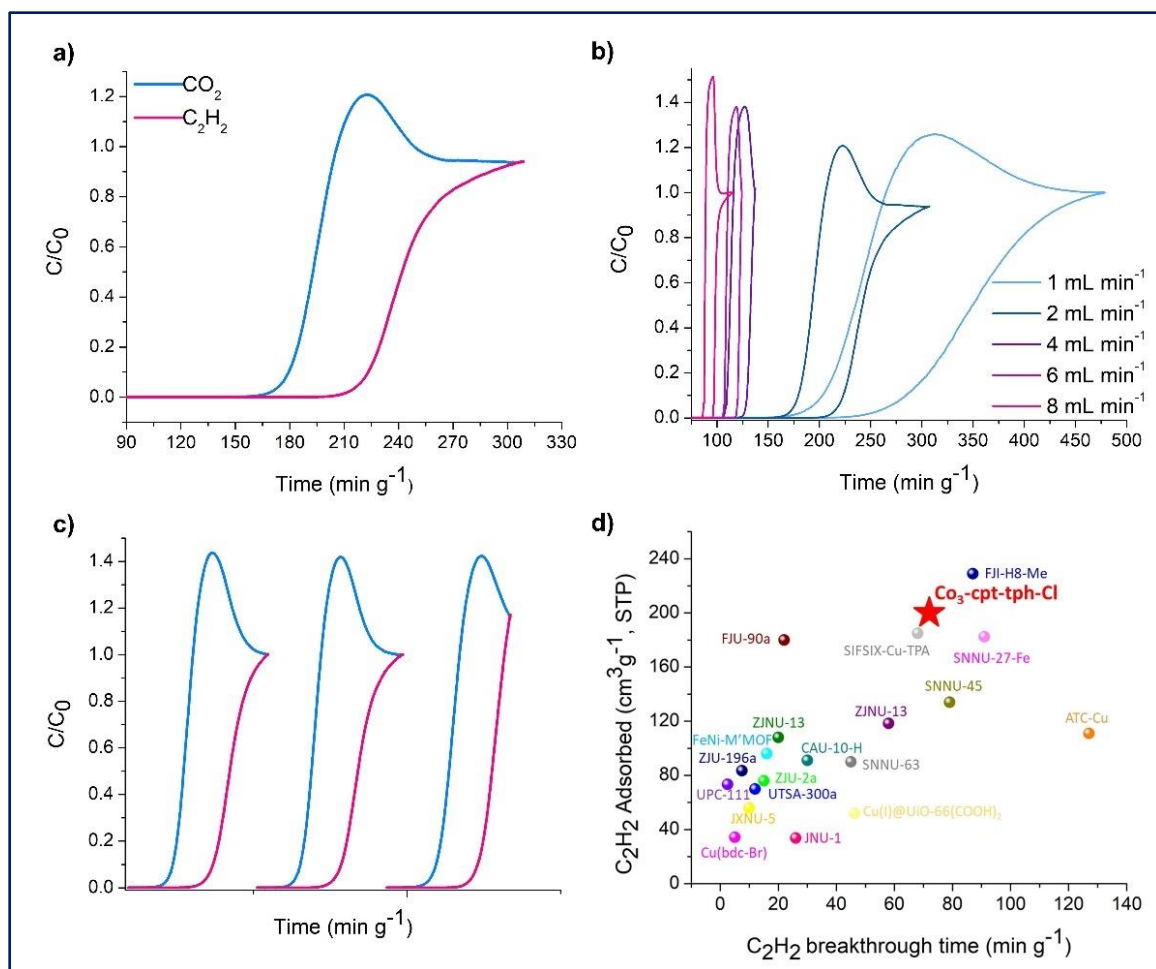 a)
CO2
C2H2
1.2
1.0
0.8
0.6
0.4
0.2
0.0
C/C0
90 120 150 180 210 240 270 300 330
Time (min g-1)
b)
1.4
1.2
1.0
0.8
0.6
0.4
0.2
0.0
C/C0
1 mL min-1
2 mL min-1
4 mL min-1
6 mL min-1
8 mL min-1
100 150 200 250 300 350 400 450 500
Time (min g-1)
c)
1.4
1.2
1.0
0.8
0.6
0.4
0.2
0.0
C/C0
Time (min g-1)
d)
C2H2 Adsorbed (cm3g-1, STP)
240
200
160
120
80
40
0
FJI-H8-Me
Co3-cpt-tph-Cl
FJU-90a
SIFSIX-Cu-TPA
SNNU-27-Fe
SNNU-45
ZJNU-13
ZJNU-13
ATC-Cu
FeNi-M'MOF
CAU-10-H
ZJU-196a
SNNU-63
ZJU-2a
UPC-111
UTSA-300a
JXNU-5
Cu(I)@UiO-66(COOH)2
Cu(bdc-Br)
JNU-1
0 20 40 60 80 100 120 140
C2H2 breakthrough time (min g-1)